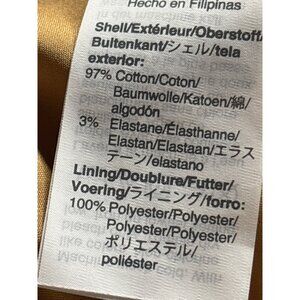 Hecho en Filipinas
Shell/Extérieur/Oberstoff/
Buitenkant/シェル/tela
exterior:
97% Cotton/Coton/
Baumwolle/Katoen/綿/
algodón
3% Elastane/Élasthanne/
Elastan/Elastaan/エラス
テーン/elastano
Lining/Doublure/Futter/
Voering/ライニング/forro:
100% Polyester/Polyester/
Polyester/Polyester/
ポリエステル/
poliéster